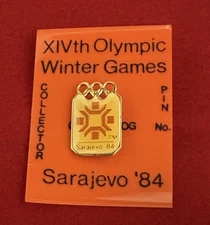 XIVth Olympic
Winter Games
COLLECTOR
PIN
No.
Sarajevo '84
Sarajevo '84